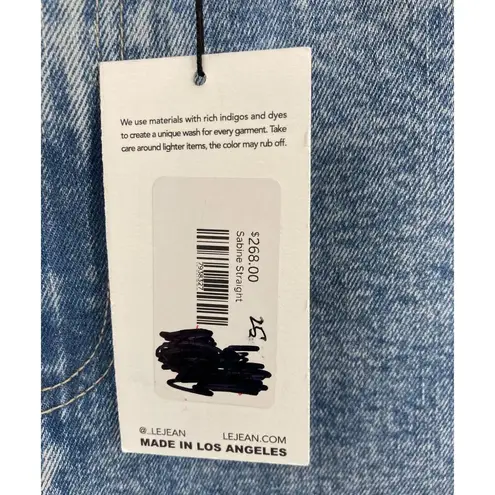 We use materials with rich indigos and dyes
to create a unique wash for every garment. Take
care around lighter items, the color may rub off.
$268.00
Sabine Straight
25
@_LEJEAN LEJEAN.COM
MADE IN LOS ANGELES